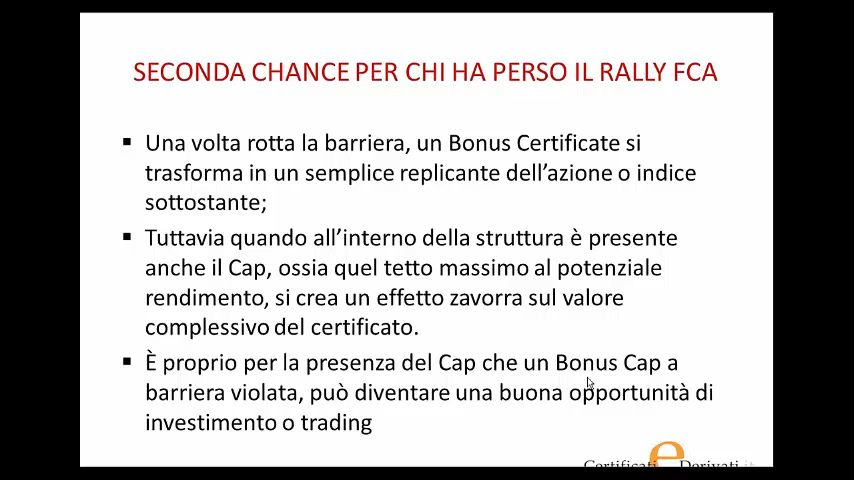 SECONDA CHANCE PER CHI HA PERSO IL RALLY FCA
▪ Una volta rotta la barriera, un Bonus Certificate si
trasforma in un semplice replicante dell’azione o indice
sottostante;
▪ Tuttavia quando all’interno della struttura è presente
anche il Cap, ossia quel tetto massimo al potenziale
rendimento, si crea un effetto zavorra sul valore
complessivo del certificato.
▪ È proprio per la presenza del Cap che un Bonus Cap a
barriera violata, può diventare una buona opportunità di
investimento o trading
Certificati e Derivati.it